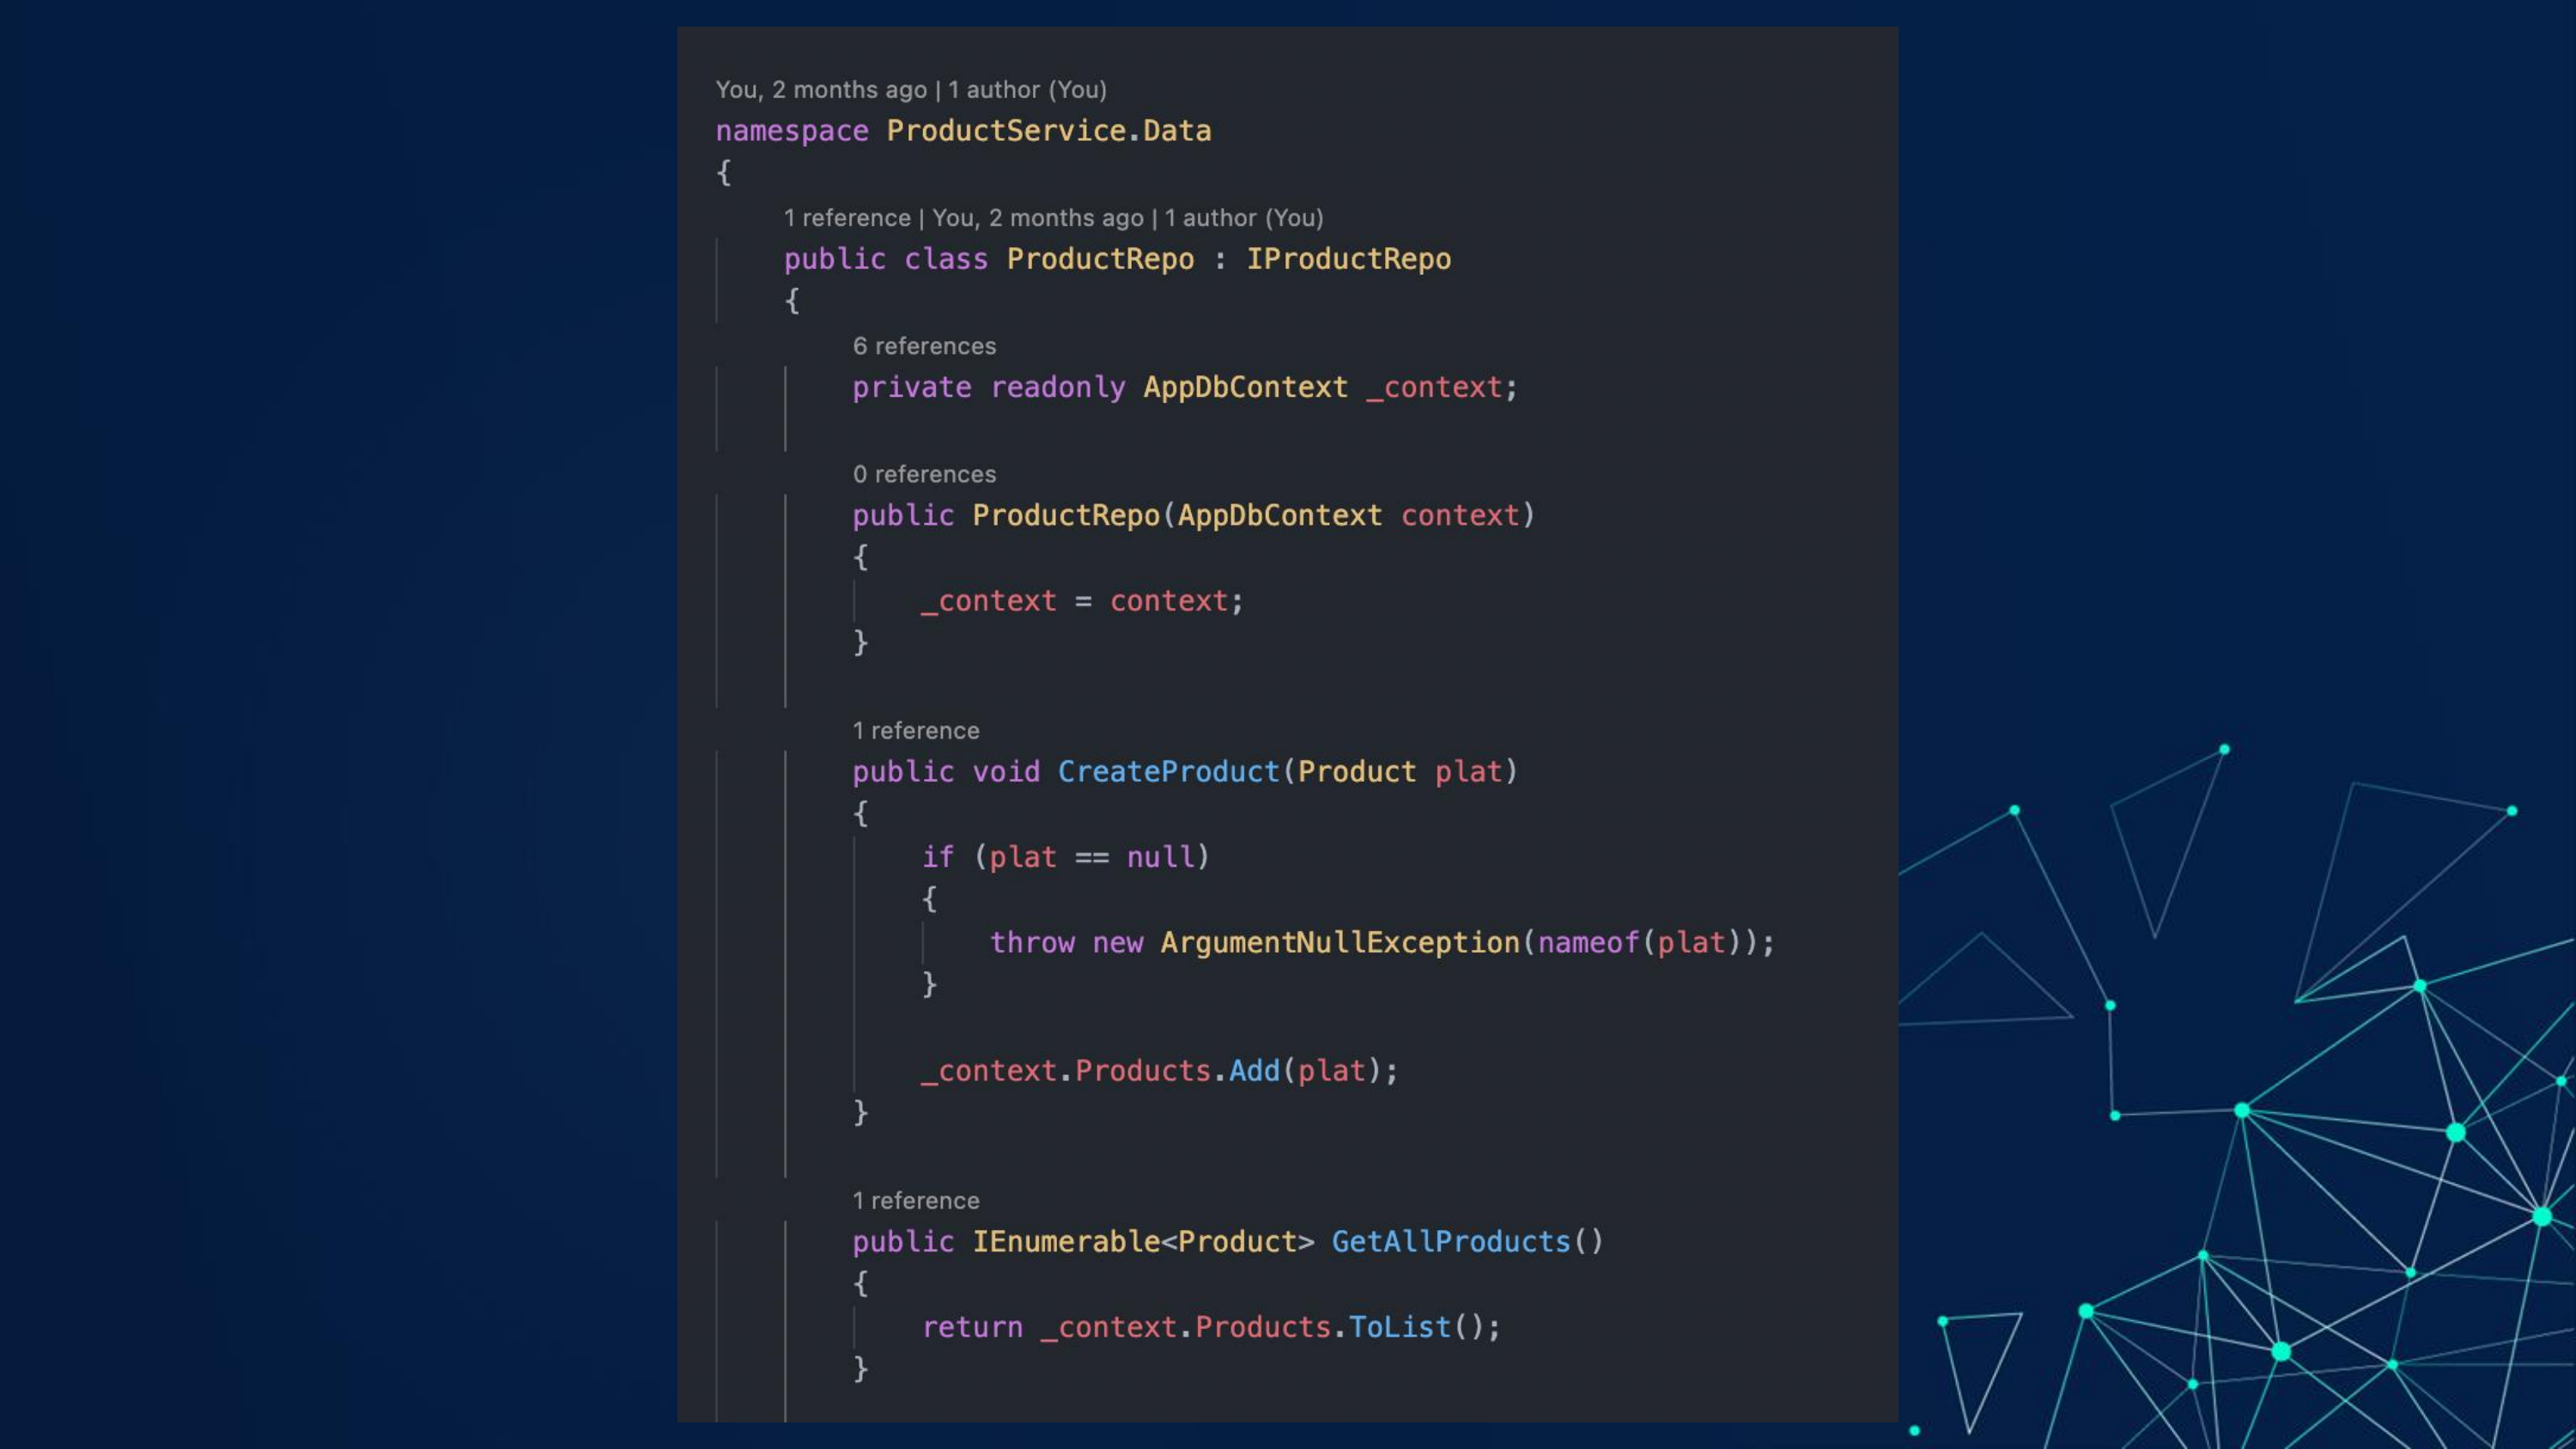 You, 2 months ago | 1 author (You)
namespace ProductService.Data
{
1 reference | You, 2 months ago | 1 author (You)
public class ProductRepo : IProductRepo
{
6 references
private readonly AppDbContext _context;
0 references
public ProductRepo(AppDbContext context)
{
_context = context;
}
1 reference
public void CreateProduct(Product plat)
{
if (plat == null)
{
throw new ArgumentNullException(nameof(plat));
}
_context.Products.Add(plat);
}
1 reference
public IEnumerable<Product> GetAllProducts()
{
return _context.Products.ToList();
}